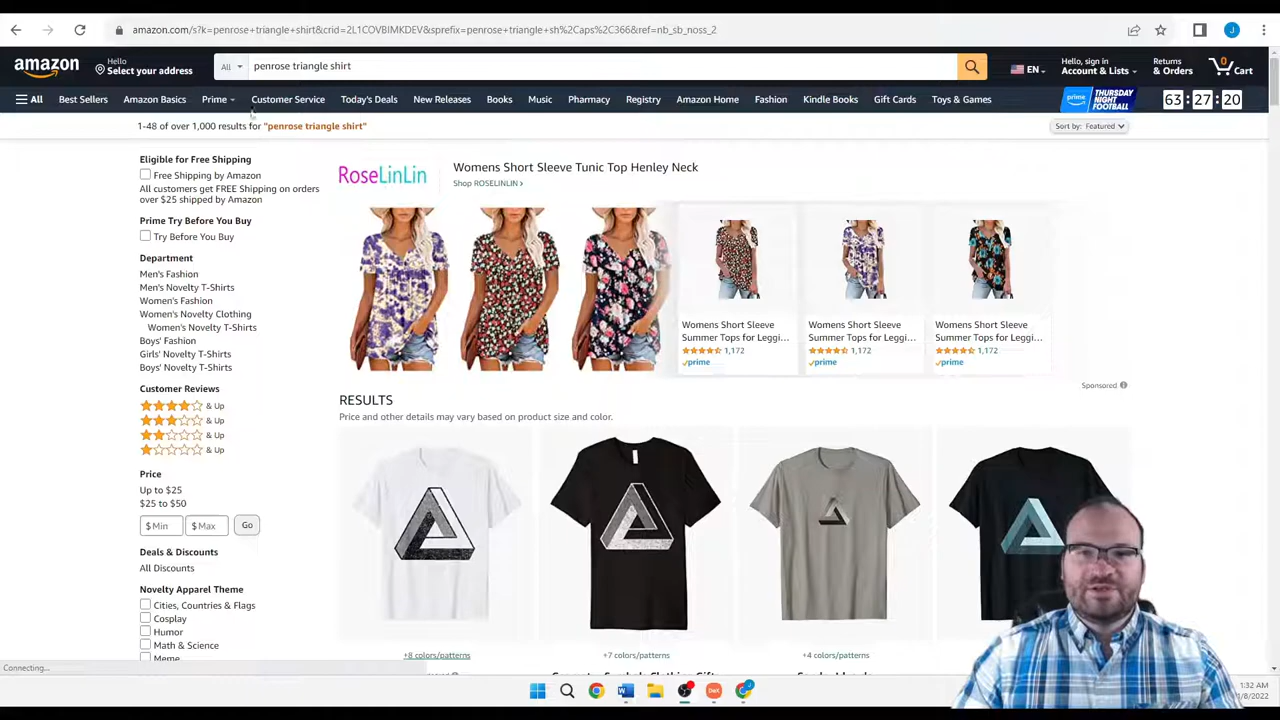 amazon.com/s?k=penrose+triangle+shirt&crid=2L1COVBIMKDEV&sprefix=penrose+triangle+sh%2Caps%2C366&ref=nb_sb_noss_2
J
amazon
Hello
Select your address
All
penrose triangle shirt
EN
Hello, sign in
Account & Lists
Returns
& Orders
0
Cart
All
Best Sellers
Amazon Basics
Prime
Customer Service
Today's Deals
New Releases
Books
Music
Pharmacy
Registry
Amazon Home
Fashion
Kindle Books
Gift Cards
Toys & Games
prime
THURSDAY
NIGHT
FOOTBALL
63:27:20
1-48 of over 1,000 results for "penrose triangle shirt"
Sort by: Featured
Eligible for Free Shipping
Free Shipping by Amazon
All customers get FREE Shipping on orders
over $25 shipped by Amazon
Prime Try Before You Buy
Try Before You Buy
Department
Men's Fashion
Men's Novelty T-Shirts
Women's Fashion
Women's Novelty Clothing
Women's Novelty T-Shirts
Boys' Fashion
Girls' Novelty T-Shirts
Boys' Novelty T-Shirts
Customer Reviews
& Up
& Up
& Up
& Up
Price
Up to $25
$25 to $50
$ Min
$ Max
Go
Deals & Discounts
All Discounts
Novelty Apparel Theme
Cities, Countries & Flags
Cosplay
Humor
Math & Science
Meme
RoseLinLin
Womens Short Sleeve Tunic Top Henley Neck
Shop ROSELINLIN ›
Womens Short Sleeve
Summer Tops for Leggi...
1,172
prime
Womens Short Sleeve
Summer Tops for Leggi...
1,172
prime
Womens Short Sleeve
Summer Tops for Leggi...
1,172
prime
Sponsored
RESULTS
Price and other details may vary based on product size and color.
+8 colors/patterns
+7 colors/patterns
+4 colors/patterns
Connecting...
1:32 AM